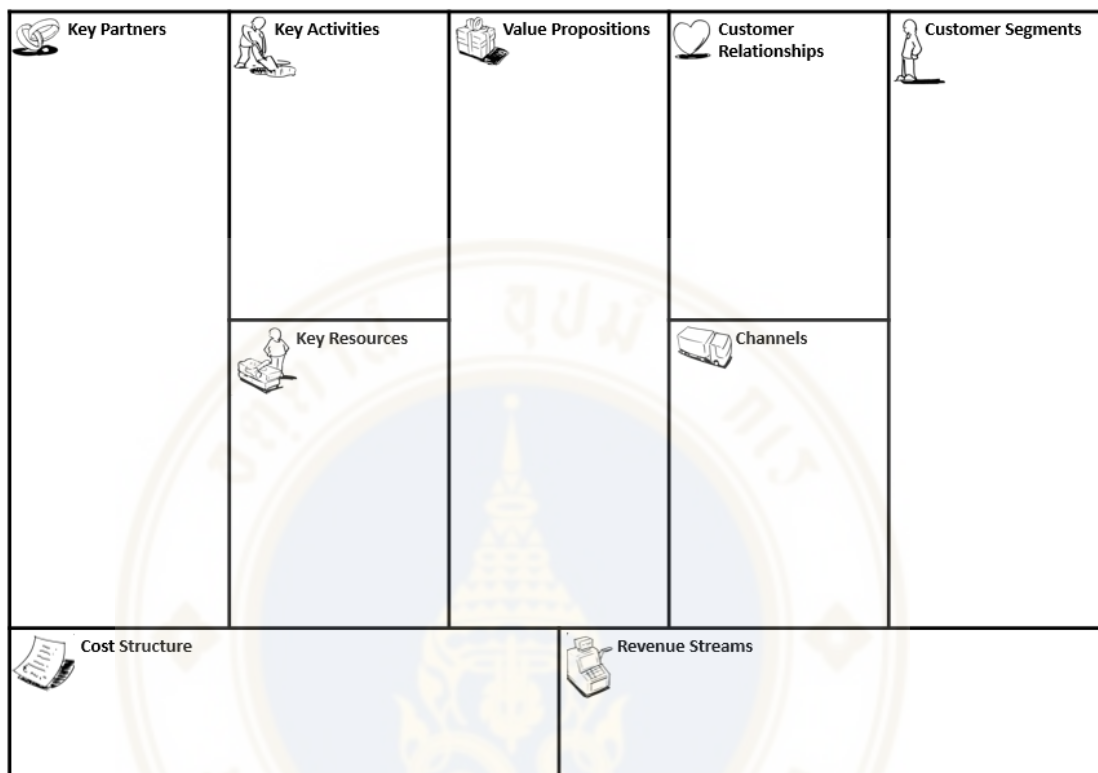 Key Partners
Key Activities
Value Propositions
Customer
Relationships
Customer Segments
Key Resources
Channels
Cost Structure
Revenue Streams